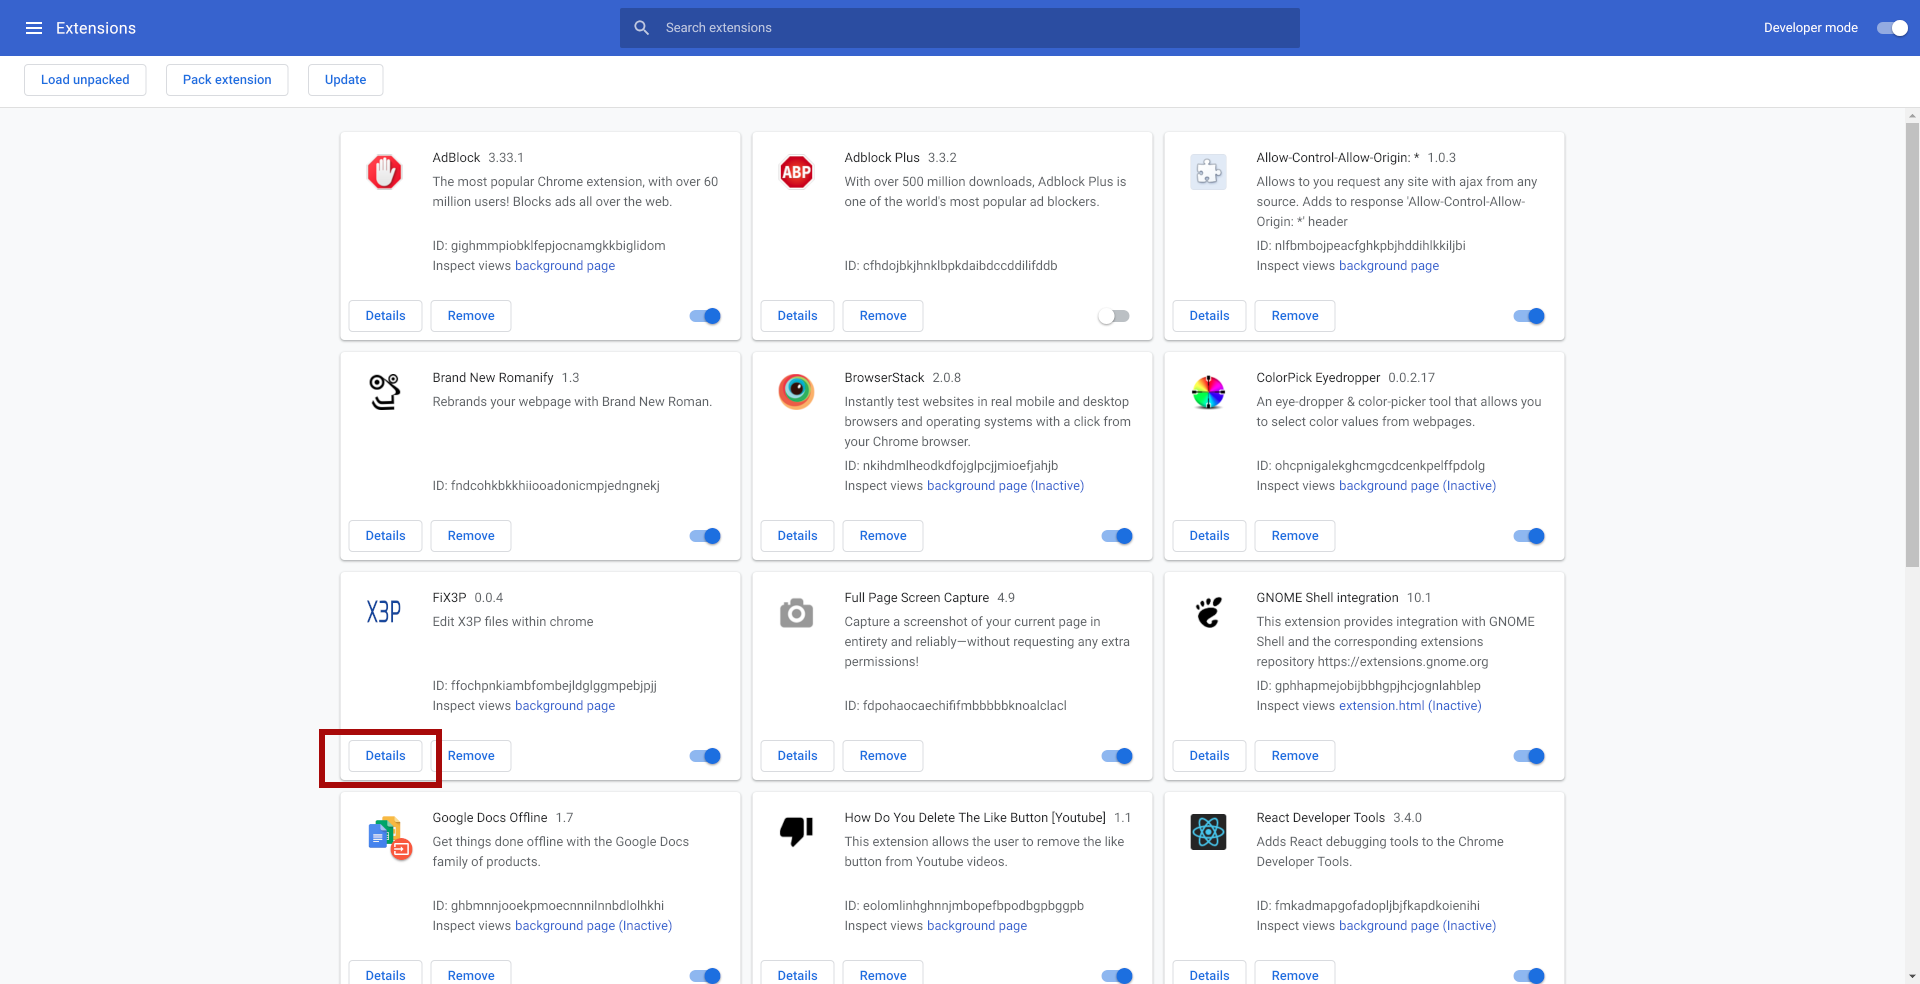 Extensions
Search extensions
Developer mode
Load unpacked
Pack extension
Update
AdBlock 3.33.1
The most popular Chrome extension, with over 60
million users! Blocks ads all over the web.
ID: gighmmpiobklfepjocnamgkkbiglidom
Inspect views background page
Details
Remove
ABP
Adblock Plus 3.3.2
With over 500 million downloads, Adblock Plus is
one of the world's most popular ad blockers.
ID: cfhdojbkjhnklbpkdaibdccddilifddb
Details
Remove
Allow-Control-Allow-Origin: * 1.0.3
Allows to you request any site with ajax from any
source. Adds to response 'Allow-Control-Allow-
Origin: *' header
ID: nlfbmbojpeacfghkpbjhddihlkkiljbi
Inspect views background page
Details
Remove
Brand New Romanify 1.3
Rebrands your webpage with Brand New Roman.
ID: fndcohkbkkhiiooadonicmpjedngnekj
Details
Remove
BrowserStack 2.0.8
Instantly test websites in real mobile and desktop
browsers and operating systems with a click from
your Chrome browser.
ID: nkihdmlheodkdfojglpcjjmioefjahjb
Inspect views background page (Inactive)
Details
Remove
ColorPick Eyedropper 0.0.2.17
An eye-dropper & color-picker tool that allows you
to select color values from webpages.
ID: ohcpnigalekghcmgcdcenkpelffpdolg
Inspect views background page (Inactive)
Details
Remove
X3P
FiX3P 0.0.4
Edit X3P files within chrome
ID: ffochpnkiambfombejldglggmpebjpjj
Inspect views background page
Details
Remove
Full Page Screen Capture 4.9
Capture a screenshot of your current page in
entirety and reliably—without requesting any extra
permissions!
ID: fdpohaocaechififmbbbbbknoalclacl
Details
Remove
GNOME Shell integration 10.1
This extension provides integration with GNOME
Shell and the corresponding extensions
repository https://extensions.gnome.org
ID: gphhapmejobijbbhgpjhcjognlahblep
Inspect views extension.html (Inactive)
Details
Remove
Google Docs Offline 1.7
Get things done offline with the Google Docs
family of products.
ID: ghbmnnjooekpmoecnnnilnnbdlolhkhi
Inspect views background page (Inactive)
Details
Remove
How Do You Delete The Like Button [Youtube] 1.1
This extension allows the user to remove the like
button from Youtube videos.
ID: eolomlinhghnnjmbopefbpodbgpbggpb
Inspect views background page
Details
Remove
React Developer Tools 3.4.0
Adds React debugging tools to the Chrome
Developer Tools.
ID: fmkadmapgofadopljbjfkapdkoienihi
Inspect views background page (Inactive)
Details
Remove